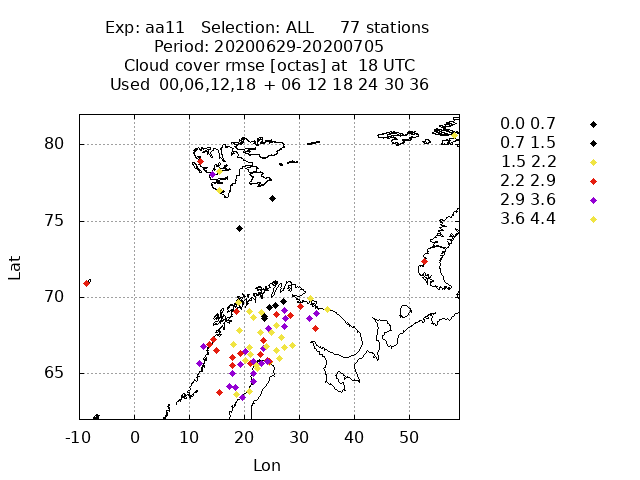 Exp: aa11 Selection: ALL 77 stations
Period: 20200629-20200705
Cloud cover rmse [octas] at 18 UTC
Used 00,06,12,18 + 06 12 18 24 30 36
0.0 0.7
0.7 1.5
1.5 2.2
2.2 2.9
2.9 3.6
3.6 4.4
80
75
70
65
Lat
-10 0 10 20 30 40 50
Lon